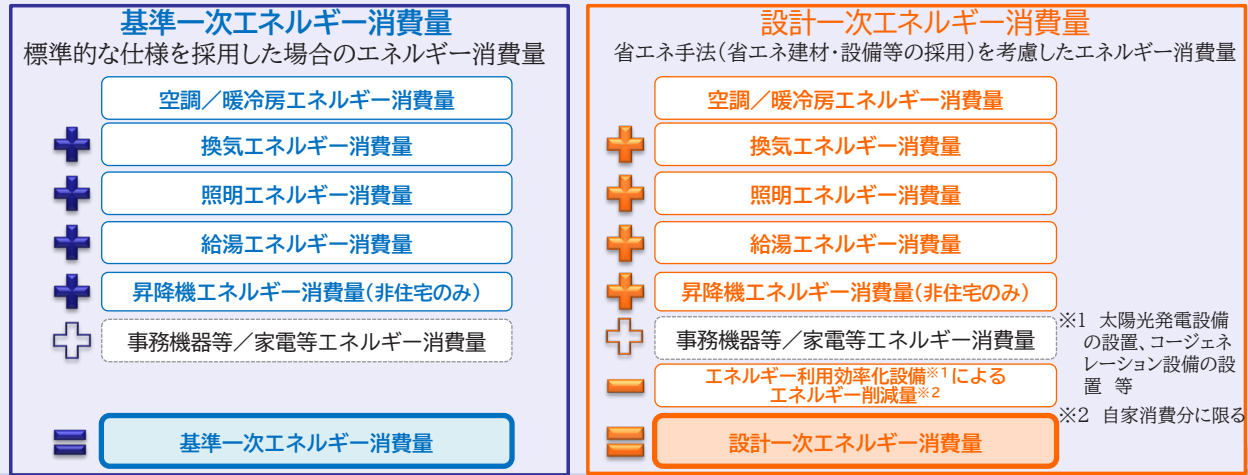 基準一次エネルギー消費量
標準的な仕様を採用した場合のエネルギー消費量
空調／暖冷房エネルギー消費量
換気エネルギー消費量
照明エネルギー消費量
給湯エネルギー消費量
昇降機エネルギー消費量(非住宅のみ)
事務機器等／家電等エネルギー消費量
基準一次エネルギー消費量
設計一次エネルギー消費量
省エネ手法(省エネ建材・設備等の採用)を考慮したエネルギー消費量
空調／暖冷房エネルギー消費量
換気エネルギー消費量
照明エネルギー消費量
給湯エネルギー消費量
昇降機エネルギー消費量(非住宅のみ)
事務機器等／家電等エネルギー消費量
エネルギー利用効率化設備※1による
エネルギー削減量※2
設計一次エネルギー消費量
※1 太陽光発電設備
の設置、コージェネ
レーション設備の設
置 等
※2 自家消費分に限る